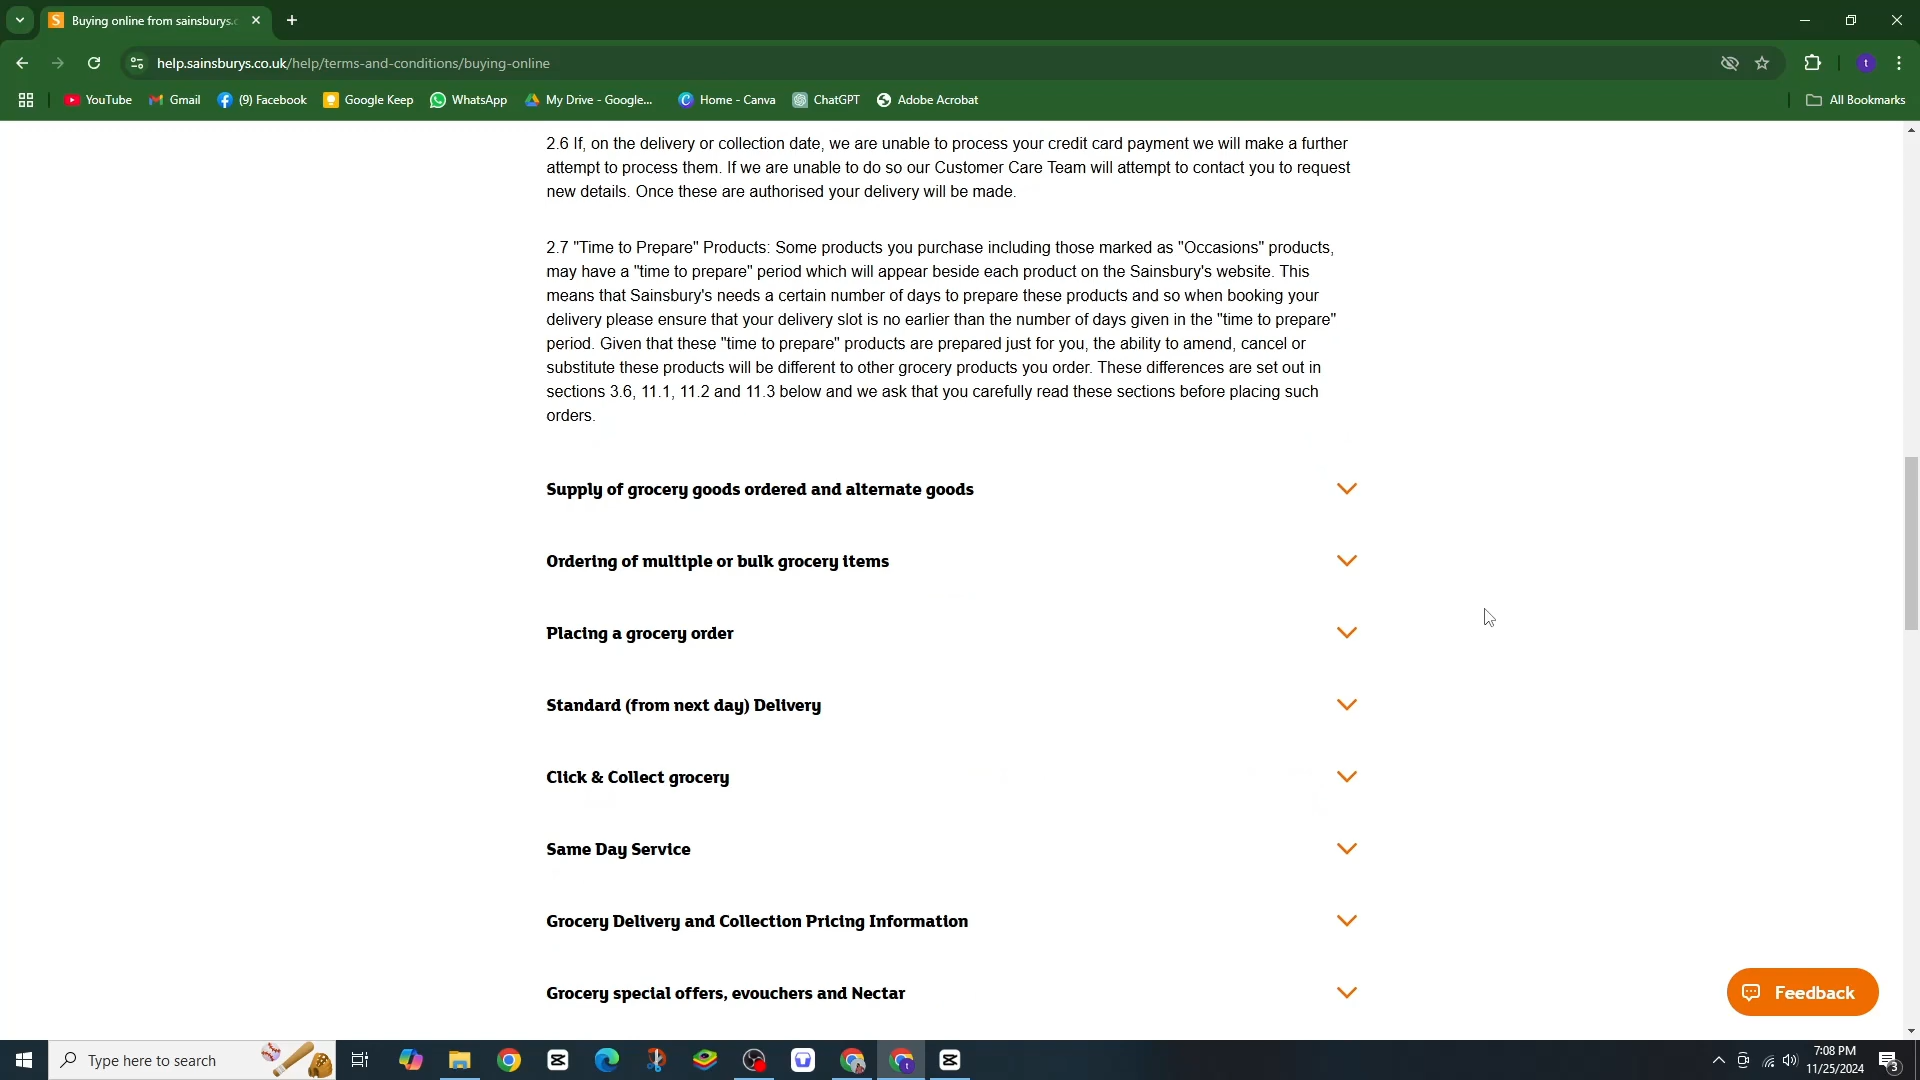 Buying online from sainsburys.c
help.sainsburys.co.uk/help/terms-and-conditions/buying-online
t
YouTube
Gmail
(9) Facebook
Google Keep
WhatsApp
My Drive - Google...
Home - Canva
ChatGPT
Adobe Acrobat
All Bookmarks
2.6 If, on the delivery or collection date, we are unable to process your credit card payment we will make a further
attempt to process them. If we are unable to do so our Customer Care Team will attempt to contact you to request
new details. Once these are authorised your delivery will be made.
2.7 "Time to Prepare" Products: Some products you purchase including those marked as "Occasions" products,
may have a "time to prepare" period which will appear beside each product on the Sainsbury's website. This
means that Sainsbury's needs a certain number of days to prepare these products and so when booking your
delivery please ensure that your delivery slot is no earlier than the number of days given in the "time to prepare"
period. Given that these "time to prepare" products are prepared just for you, the ability to amend, cancel or
substitute these products will be different to other grocery products you order. These differences are set out in
sections 3.6, 11.1, 11.2 and 11.3 below and we ask that you carefully read these sections before placing such
orders.
Supply of grocery goods ordered and alternate goods
Ordering of multiple or bulk grocery items
Placing a grocery order
Standard (from next day) Delivery
Click & Collect grocery
Same Day Service
Grocery Delivery and Collection Pricing Information
Grocery special offers, evouchers and Nectar
Feedback
Type here to search
7:08 PM
11/25/2024
3